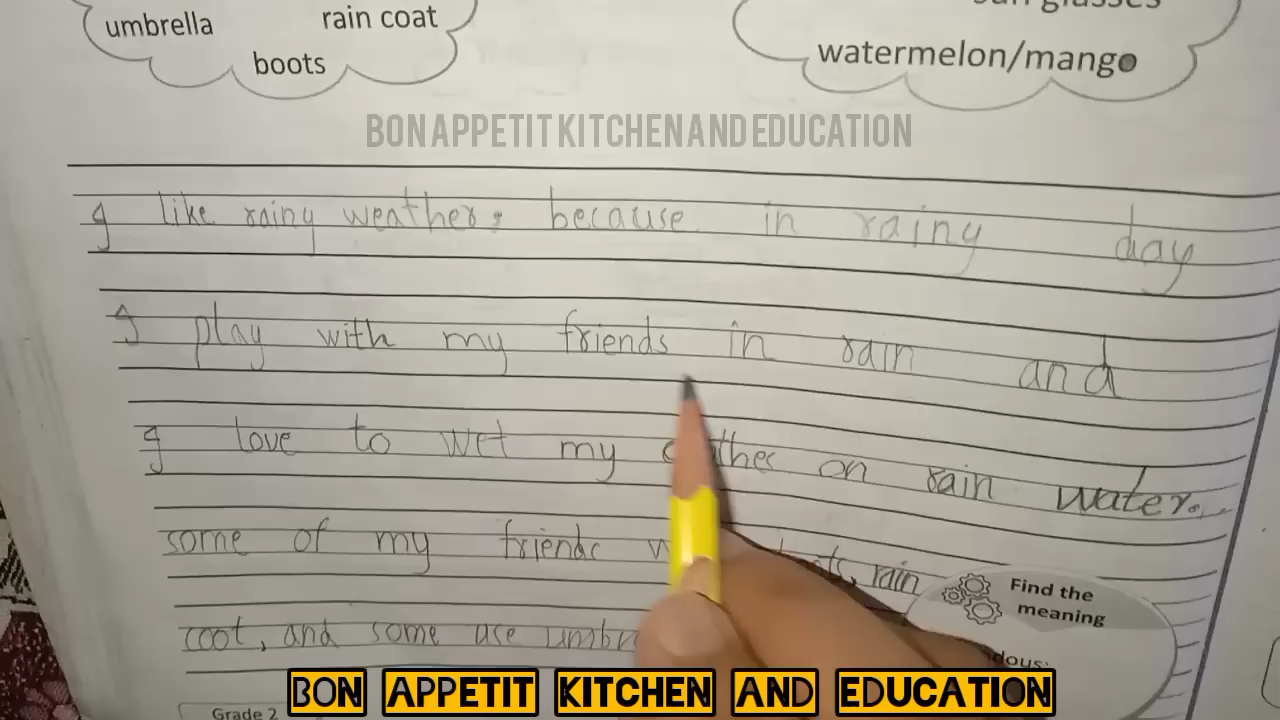 umbrella rain coat
boots
watermelon/mango
BON APPETIT KITCHEN AND EDUCATION
I like rainy weather, because in rainy day
I play with my friends in rain and
I love to wet my on rain water.
some of my friends rain
coat, and some use
Find the
meaning
Grade 2
BON APPETIT KITCHEN AND EDUCATION